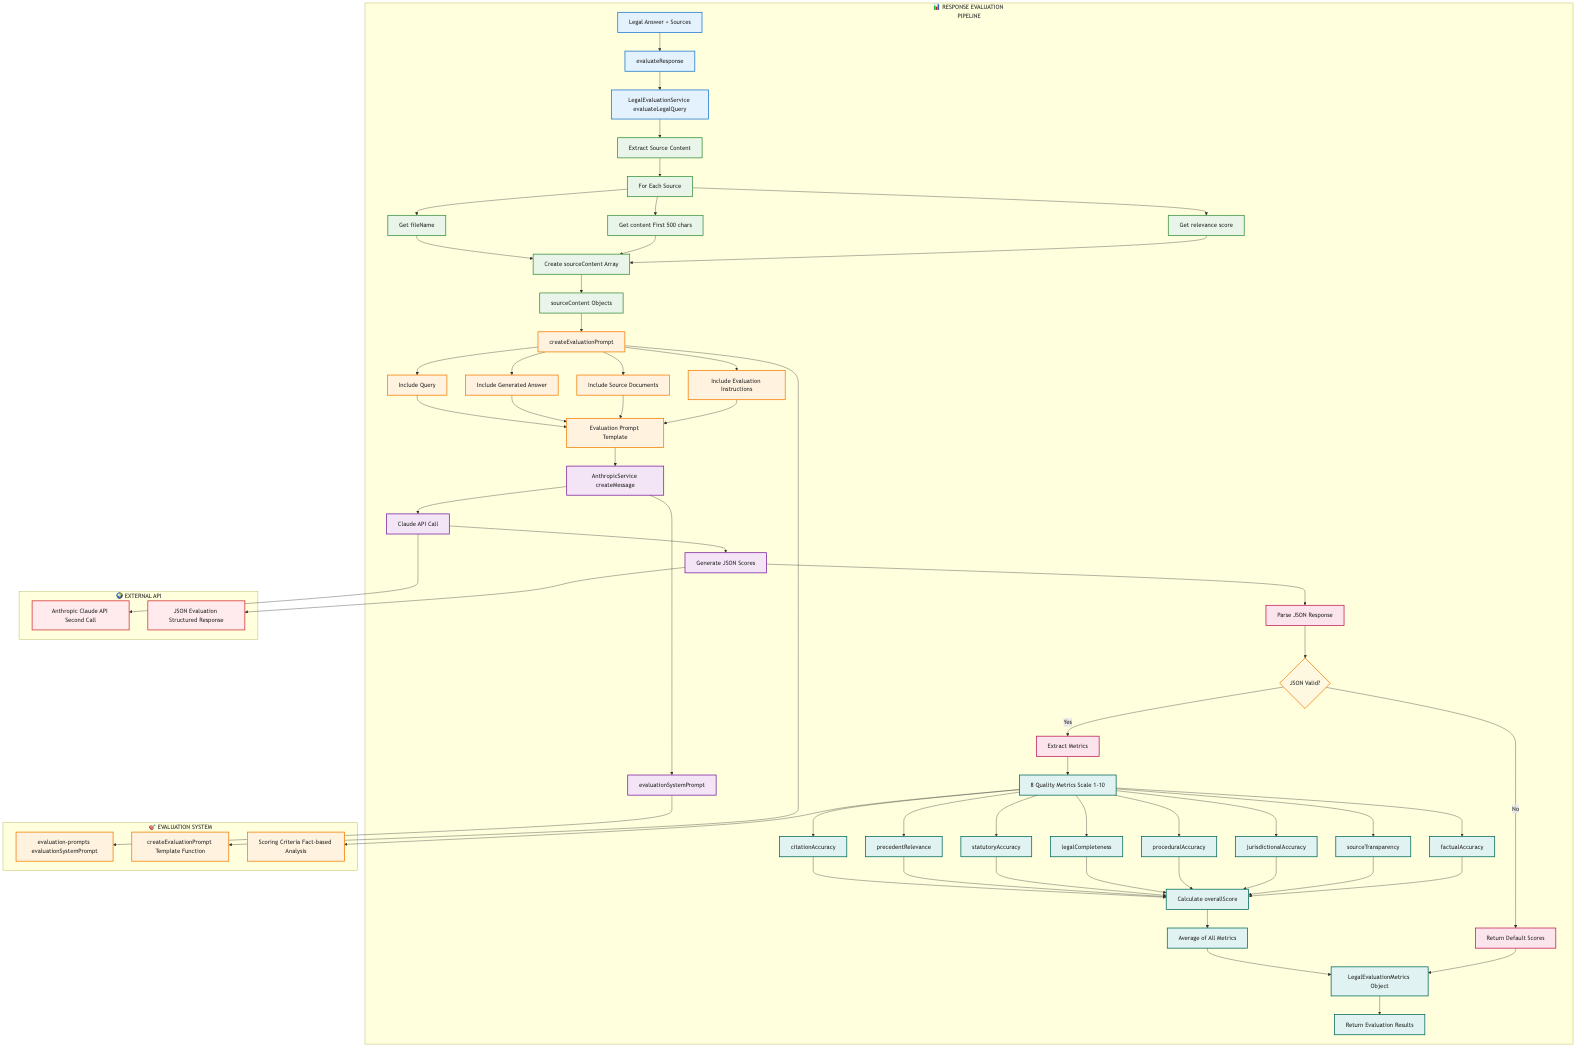 📊 RESPONSE EVALUATION
PIPELINE
Legal Answer + Sources
evaluateResponse
LegalEvaluationService
evaluateLegalQuery
Extract Source Content
For Each Source
Get fileName
Get content First 500 chars
Get relevance score
Create sourceContent Array
sourceContent Objects
createEvaluationPrompt
Include Query
Include Generated Answer
Include Source Documents
Include Evaluation
Instructions
Evaluation Prompt
Template
AnthropicService
createMessage
Claude API Call
Generate JSON Scores
🌍 EXTERNAL API
Anthropic Claude API
Second Call
JSON Evaluation
Structured Response
Parse JSON Response
JSON Valid?
Yes
Extract Metrics
8 Quality Metrics Scale 1-10
evaluationSystemPrompt
No
🎯 EVALUATION SYSTEM
evaluation-prompts
evaluationSystemPrompt
createEvaluationPrompt
Template Function
Scoring Criteria Fact-based
Analysis
citationAccuracy
precedentRelevance
statutoryAccuracy
legalCompleteness
proceduralAccuracy
jurisdictionalAccuracy
sourceTransparency
factualAccuracy
Calculate overallScore
Average of All Metrics
Return Default Scores
LegalEvaluationMetrics
Object
Return Evaluation Results